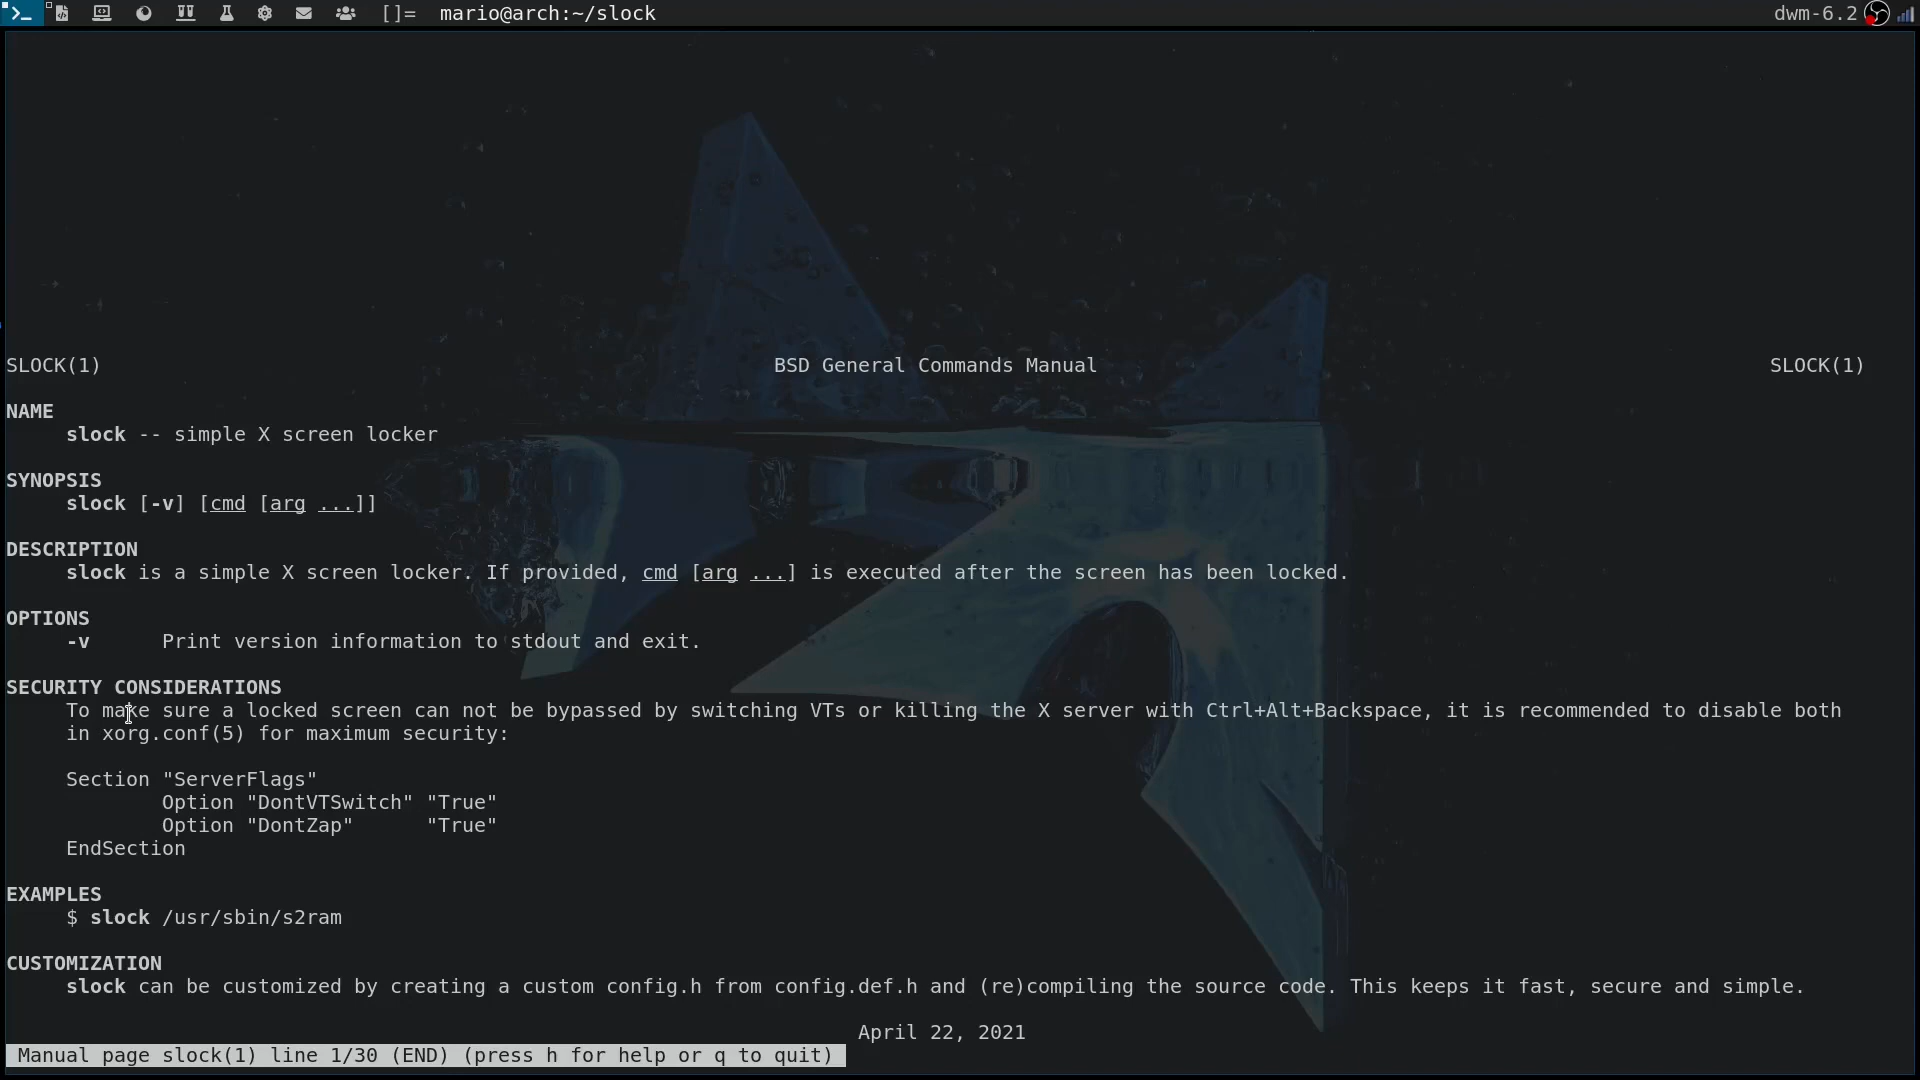 []= mario@arch:~/slock dwm-6.2
SLOCK(1) BSD General Commands Manual SLOCK(1)
NAME
slock -- simple X screen locker
SYNOPSIS
slock [-v] [cmd [arg ...]]
DESCRIPTION
slock is a simple X screen locker. If provided, cmd [arg ...] is executed after the screen has been locked.
OPTIONS
-v Print version information to stdout and exit.
SECURITY CONSIDERATIONS
To make sure a locked screen can not be bypassed by switching VTs or killing the X server with Ctrl+Alt+Backspace, it is recommended to disable both
in xorg.conf(5) for maximum security:
Section "ServerFlags"
Option "DontVTSwitch" "True"
Option "DontZap" "True"
EndSection
EXAMPLES
$ slock /usr/sbin/s2ram
CUSTOMIZATION
slock can be customized by creating a custom config.h from config.def.h and (re)compiling the source code. This keeps it fast, secure and simple.
April 22, 2021
Manual page slock(1) line 1/30 (END) (press h for help or q to quit)